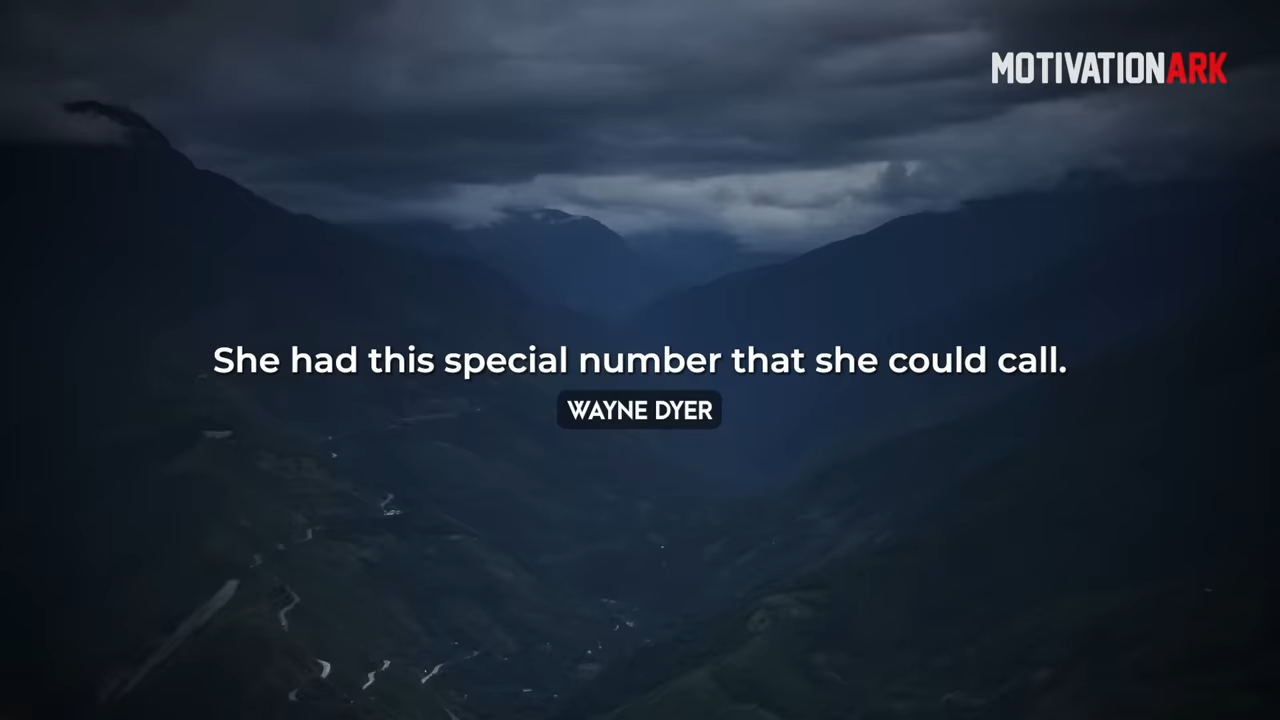 MOTIVATIONARK
She had this special number that she could call.
WAYNE DYER